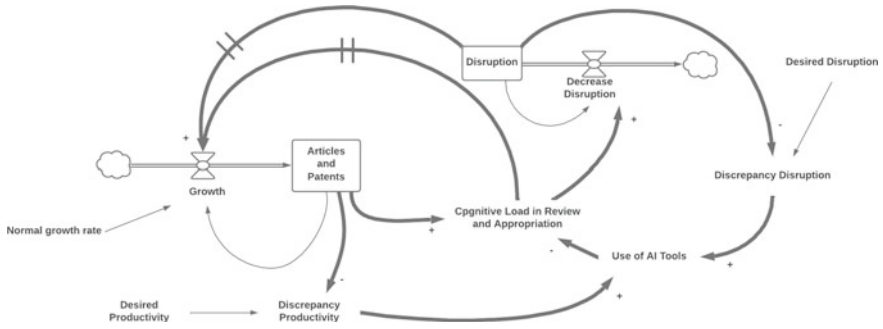 Disruption
Decrease
Disruption
Desired Disruption
+
+
-
Articles
and
Patents
Growth
Discrepancy Disruption
Cpgnitive Load in Review
and Appropriation
Normal growth rate
+
-
Use of AI Tools
+
-
+
Desired
Productivity
Discrepancy
Productivity